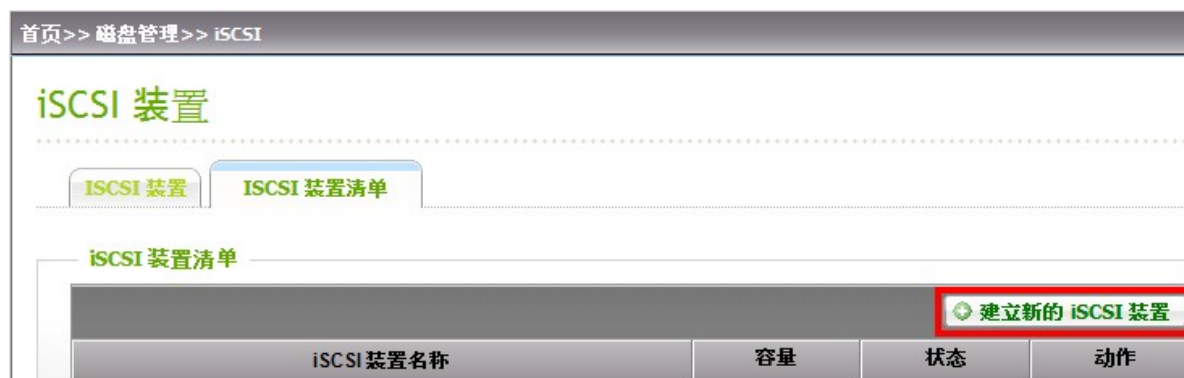 首页>> 磁盘管理>> iSCSI
iSCSI 装置
ISCSI 装置 ISCSI 装置清单
iSCSI 装置清单
建立新的 iSCSI 装置
iSCSI装置名称 容量 状态 动作